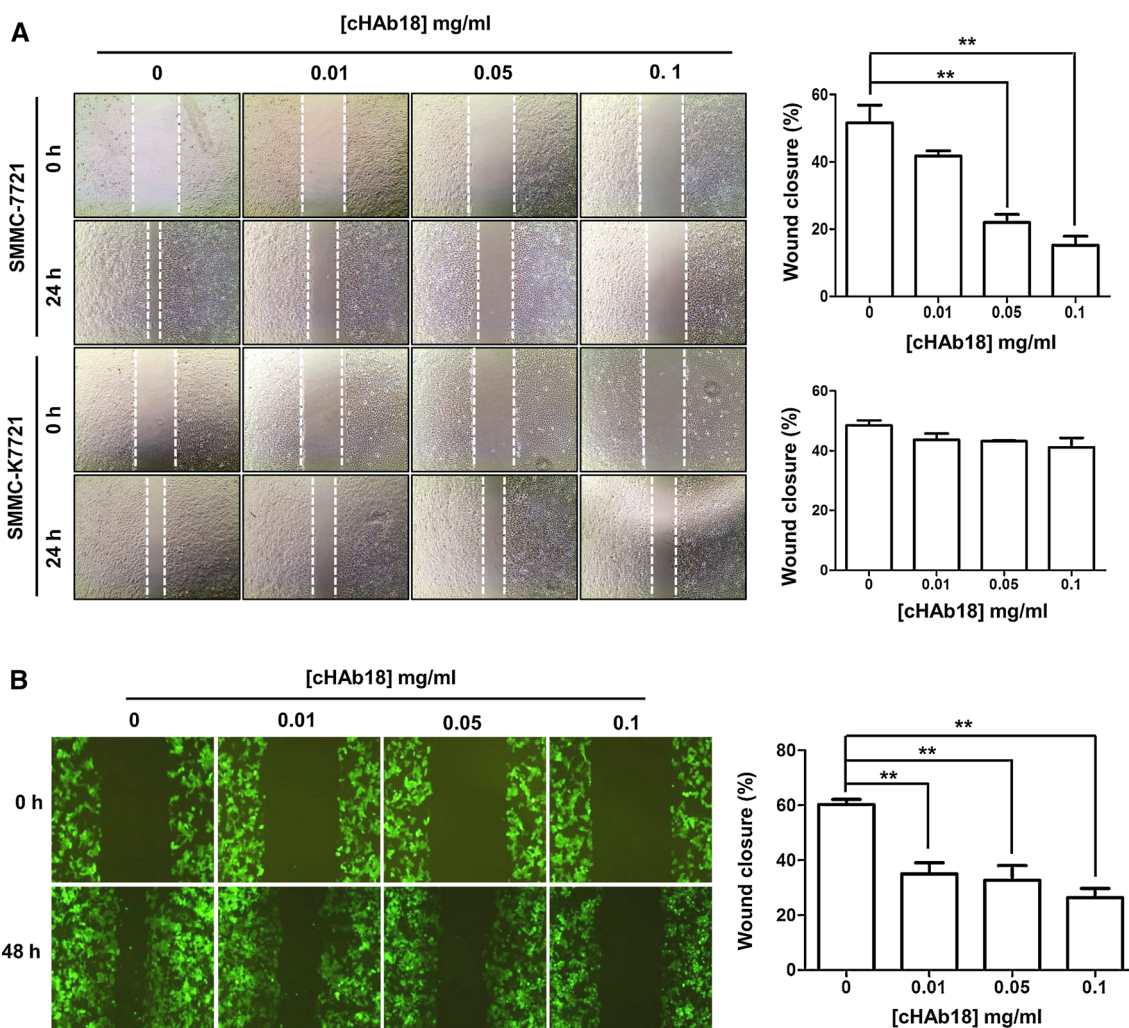 A
[cHAb18] mg/ml
0 0.01 0.05 0. 1
SMMC-7721
0 h
24 h
SMMC-K7721
0 h
24 h
** 
**
Wound closure (%)
60
40
20
0
0 0.01 0.05 0.1
[cHAb18] mg/ml
Wound closure (%)
60
40
20
0
0 0.01 0.05 0.1
[cHAb18] mg/ml
B
[cHAb18] mg/ml
0 0.01 0.05 0.1
0 h
48 h
**
**
**
Wound closure (%)
80
60
40
20
0
0 0.01 0.05 0.1
[cHAb18] mg/ml